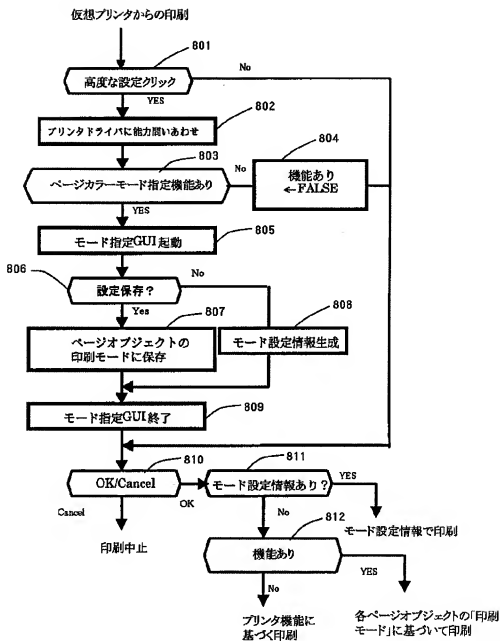 仮想プリンタからの印刷
801
No
高度な設定クリック
YES
802
プリンタドライバに能力問いあわせ
803
804
ページカラーモード指定機能あり
No
機能あり
←FALSE
YES
805
モード指定GUI起動
806
No
設定保存?
Yes
807
808
ページオブジェクトの
印刷モードに保存
モード設定情報生成
モード指定GUI終了
809
810
811
OK/Cancel
OK
モード設定情報あり?
YES
Cancel
No
812
モード設定情報で印刷
印刷中止
機能あり
YES
No
プリンタ機能に
基づく印刷
各ページオブジェクトの「印刷
モード」に基づいて印刷